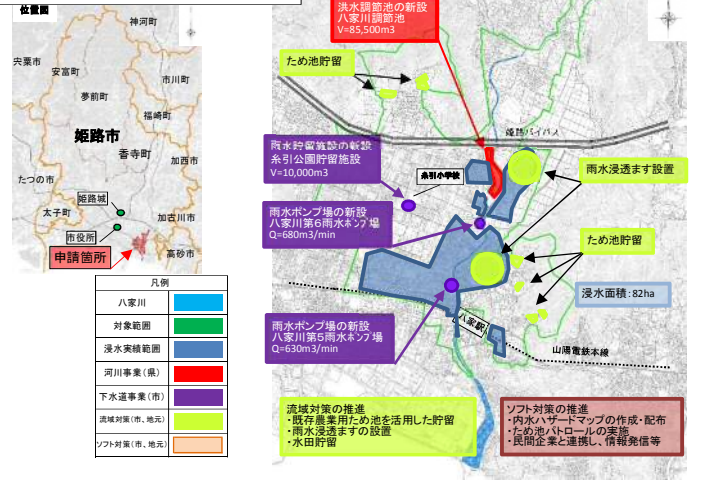 位置図
神河町
宍粟市
安富町
市川町
夢前町
福崎町
姫路市
香寺町
加西市
たつの市
姫路城
太子町
加古川市
市役所
高砂市
申請箇所
凡例
八家川
対象範囲
浸水実績範囲
河川事業(県)
下水道事業(市)
流域対策(市、地元)
ソフト対策(市、地元)
洪水調節池の新設
八家川調節池
V=85,500m3
ため池貯留
姫路バイパス
雨水貯留施設の新設
糸引公園貯留施設
V=10,000m3
糸引小学校
雨水浸透ます設置
雨水ポンプ場の新設
八家川第6雨水ポンプ場
Q=680m3/min
ため池貯留
浸水面積:82ha
雨水ポンプ場の新設
八家川第5雨水ポンプ場
Q=630m3/min
八家駅
山陽電鉄本線
流域対策の推進
・既存農業用ため池を活用した貯留
・雨水浸透ますの設置
・水田貯留
ソフト対策の推進
・内水ハザードマップの作成・配布
・ため池パトロールの実施
・民間企業と連携し、情報発信等